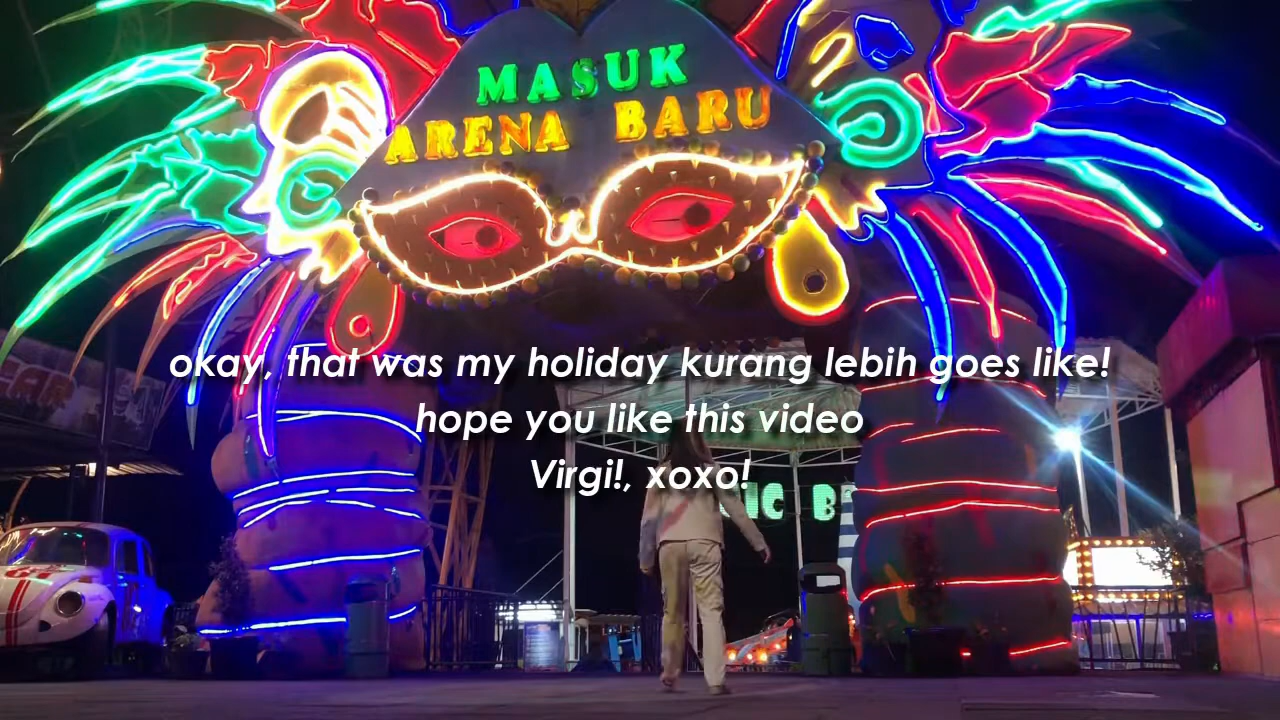 MASUK
ARENA BARU
okay, that was my holiday kurang lebih goes like!
hope you like this video
Virgi!, xoxo!